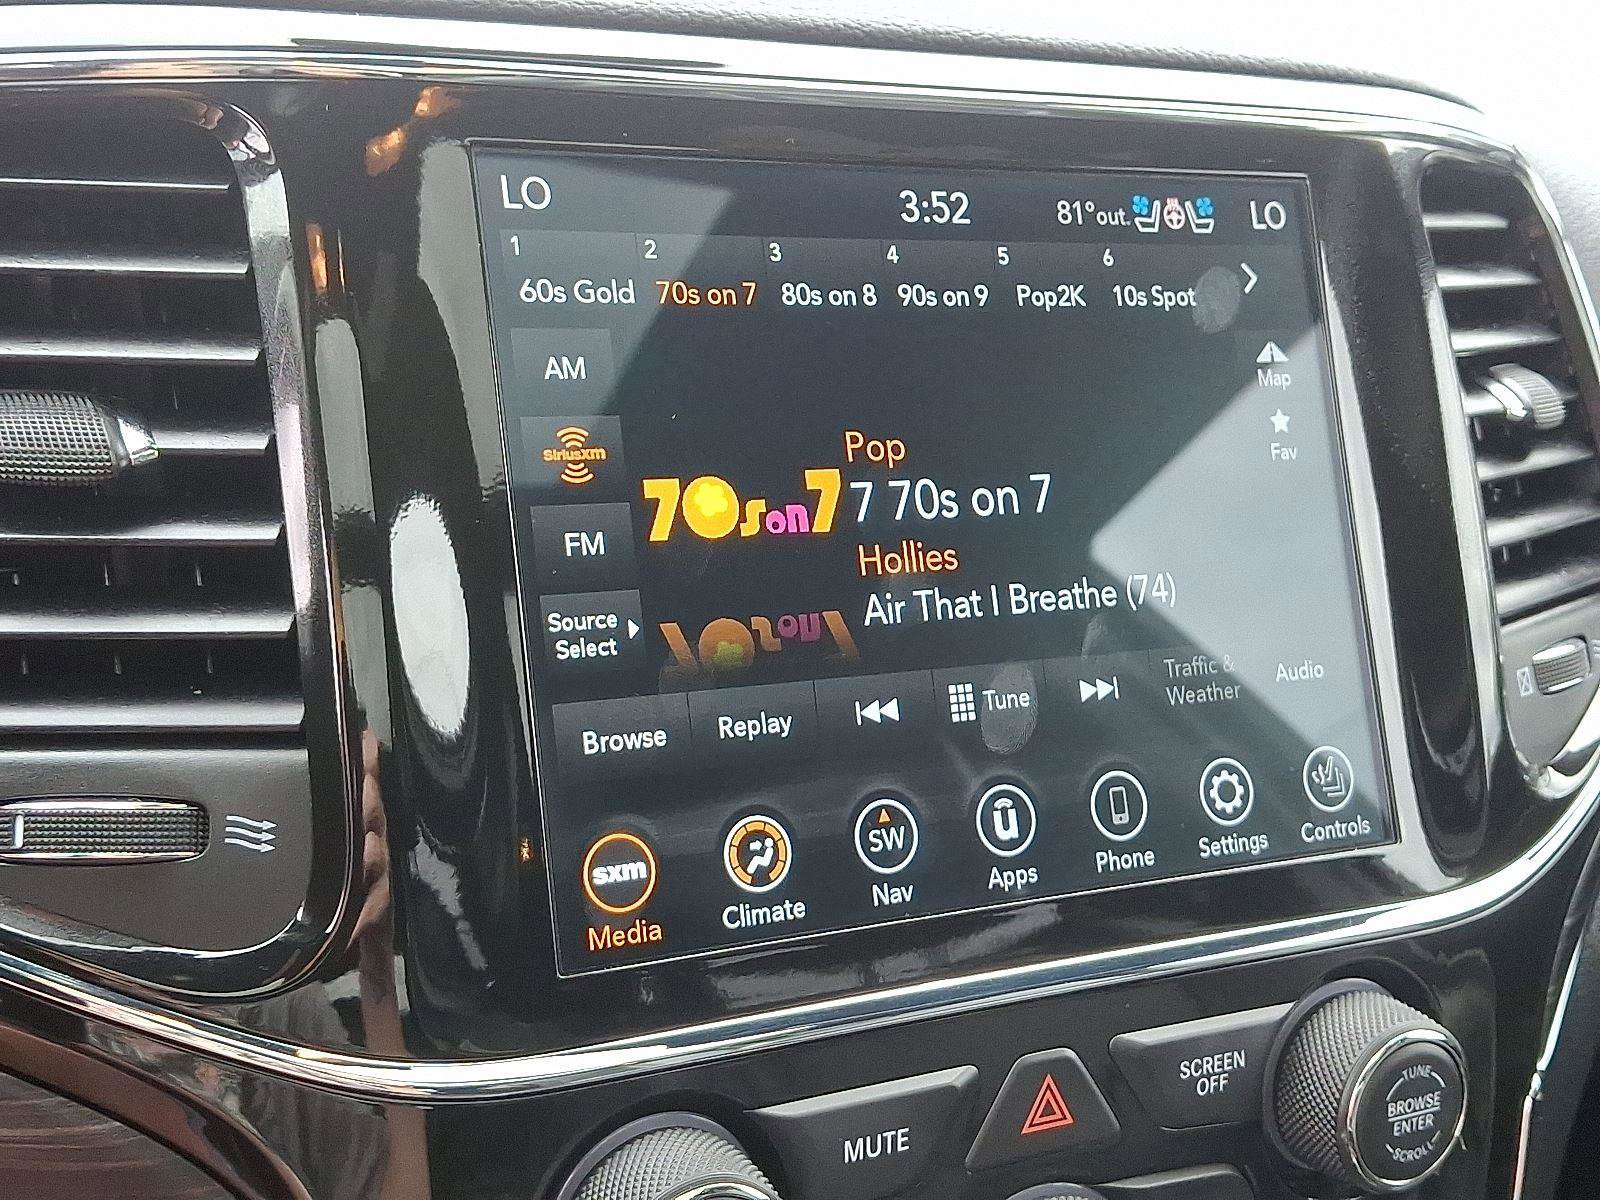 LO
3:52
81°out.
LO
1
2
3
4
5
6
60s Gold
70s on 7
80s on 8
90s on 9
Pop2K
10s Spot
AM
Map
SiriusXM
Fav
Pop
70s on 7
7 70s on 7
FM
Hollies
Air That I Breathe (74)
Source
Select
Browse
Replay
Tune
Traffic &
Weather
Audio
sxm
Media
Climate
SW
Nav
u
Apps
Phone
Settings
Controls
MUTE
SCREEN
OFF
TUNE
BROWSE
ENTER
SCROLL